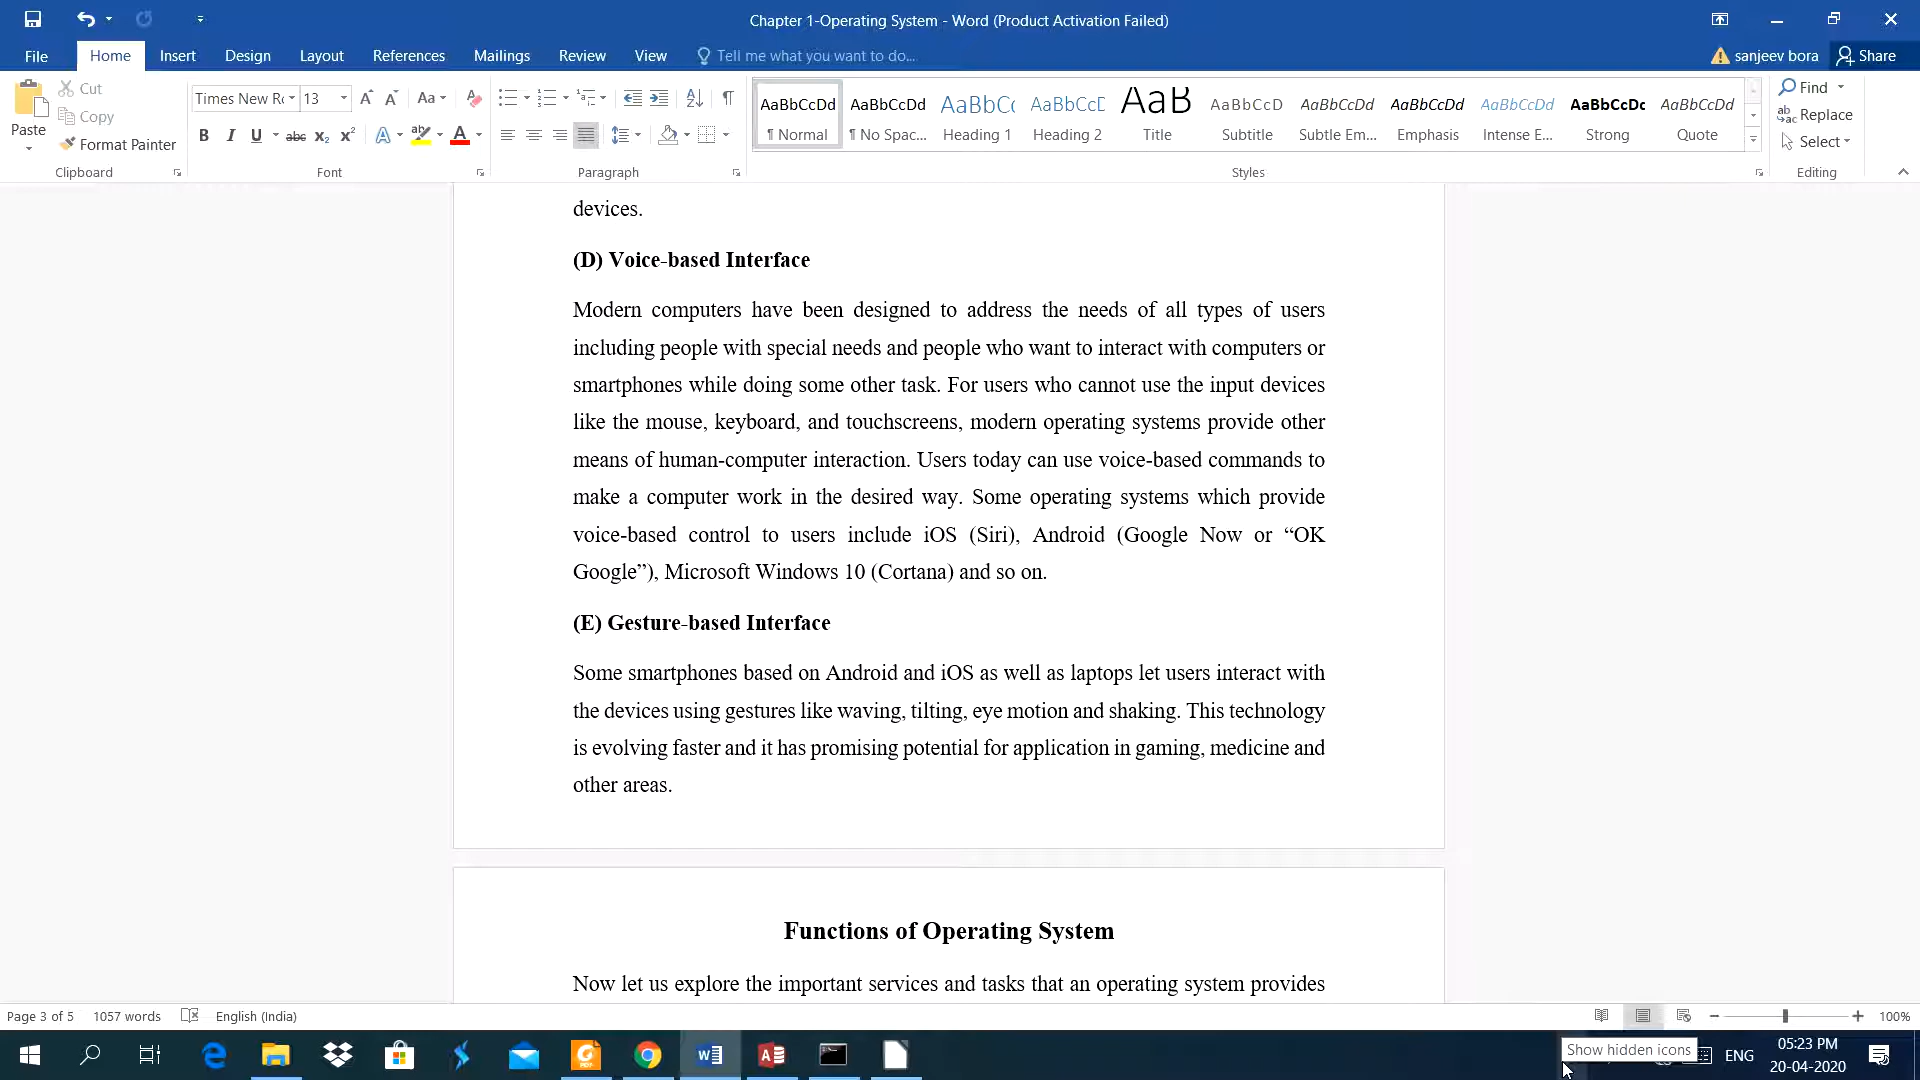 Chapter 1-Operating System - Word (Product Activation Failed)
File Home Insert Design Layout References Mailings Review View Tell me what you want to do... sanjeev bora Share
Paste
Cut
Copy
Format Painter
Clipboard
Times New Ro 13 Aa
B I U abc x₂ x² A A
Font
Paragraph
AaBbCcDd AaBbCcDd AaBbC AaBbCcD AaB AaBbCcD AaBbCcDd AaBbCcDd AaBbCcDd AaBbCcDc AaBbCcDd
¶ Normal ¶ No Spac... Heading 1 Heading 2 Title Subtitle Subtle Em... Emphasis Intense E... Strong Quote
Styles
Find
Replace
Select
Editing
devices.
(D) Voice-based Interface
Modern computers have been designed to address the needs of all types of users
including people with special needs and people who want to interact with computers or
smartphones while doing some other task. For users who cannot use the input devices
like the mouse, keyboard, and touchscreens, modern operating systems provide other
means of human-computer interaction. Users today can use voice-based commands to
make a computer work in the desired way. Some operating systems which provide
voice-based control to users include iOS (Siri), Android (Google Now or “OK
Google”), Microsoft Windows 10 (Cortana) and so on.
(E) Gesture-based Interface
Some smartphones based on Android and iOS as well as laptops let users interact with
the devices using gestures like waving, tilting, eye motion and shaking. This technology
is evolving faster and it has promising potential for application in gaming, medicine and
other areas.
Functions of Operating System
Now let us explore the important services and tasks that an operating system provides
Page 3 of 5 1057 words English (India) 100%
Show hidden icons
ENG
05:23 PM
20-04-2020